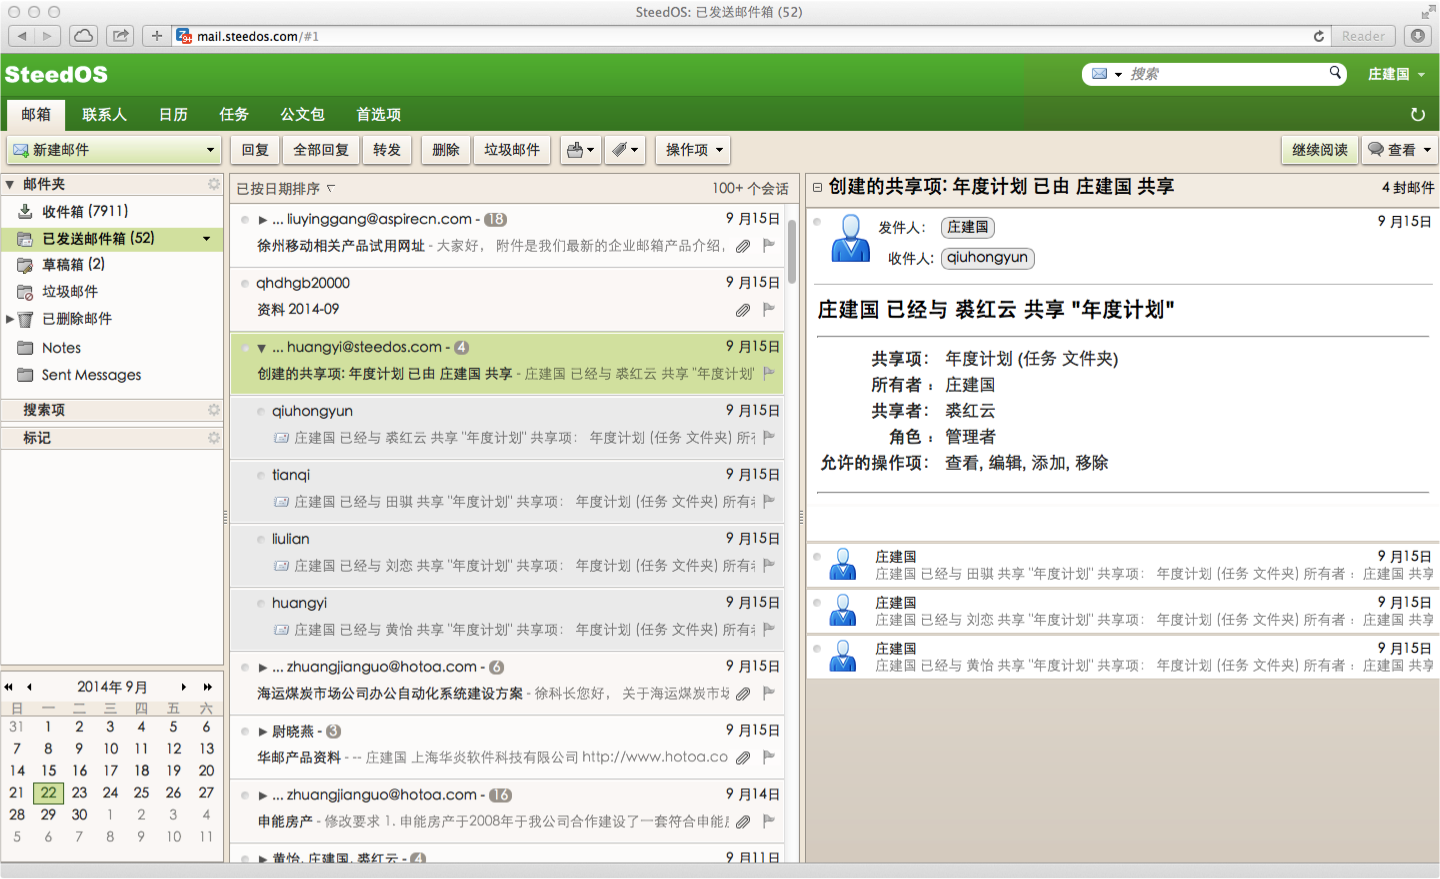 SteedOS: 已发送邮件箱 (52)
mail.steedos.com/#1
Reader
SteedOS
搜索
庄建国
邮箱 联系人 日历 任务 公文包 首选项
新建邮件
回复 全部回复 转发 删除 垃圾邮件 操作项 继续阅读 查看
邮件夹
收件箱 (7911)
已发送邮件箱 (52)
草稿箱 (2)
垃圾邮件
已删除邮件
Notes
Sent Messages
搜索项
标记
2014年 9月
日 一 二 三 四 五 六
31 1 2 3 4 5 6
7 8 9 10 11 12 13
14 15 16 17 18 19 20
21 22 23 24 25 26 27
28 29 30 1 2 3 4
5 6 7 8 9 10 11
已按日期排序 100+ 个会话
... liuyinggang@aspirecn.com - 18 9 月15日
徐州移动相关产品试用网址 - 大家好， 附件是我们最新的企业邮箱产品介绍，
qhdhgb20000 9 月15日
资料 2014-09
... huangyi@steedos.com - 4 9 月15日
创建的共享项: 年度计划 已由 庄建国 共享 - 庄建国 已经与 裘红云 共享 "年度计划"
qiuhongyun 9 月15日
庄建国 已经与 裘红云 共享 "年度计划" 共享项： 年度计划 (任务 文件夹) 所
tianqi 9 月15日
庄建国 已经与 田骐 共享 "年度计划" 共享项： 年度计划 (任务 文件夹) 所有
liulian 9 月15日
庄建国 已经与 刘恋 共享 "年度计划" 共享项： 年度计划 (任务 文件夹) 所有
huangyi 9 月15日
庄建国 已经与 黄怡 共享 "年度计划" 共享项： 年度计划 (任务 文件夹) 所有
... zhuangjianguo@hotoa.com - 6 9 月15日
海运煤炭市场公司办公自动化系统建设方案 - 徐科长您好， 关于海运煤炭市场
尉晓燕 - 3 9 月15日
华邮产品资料 - -- 庄建国 上海华炎软件科技有限公司 http://www.hotoa.co
... zhuangjianguo@hotoa.com - 16 9 月14日
申能房产 - 修改要求 1. 申能房产于2008年于我公司合作建设了一套符合申能
黄怡, 庄建国, 裘红云 - 4 9 月11日
创建的共享项: 年度计划 已由 庄建国 共享 4 封邮件
发件人： 庄建国 9 月15日
收件人: qiuhongyun
庄建国 已经与 裘红云 共享 "年度计划"
共享项： 年度计划 (任务 文件夹)
所有者： 庄建国
共享者： 裘红云
角色： 管理者
允许的操作项： 查看, 编辑, 添加, 移除
庄建国 9 月15日
庄建国 已经与 田骐 共享 "年度计划" 共享项： 年度计划 (任务 文件夹) 所有者： 庄建国 共享
庄建国 9 月15日
庄建国 已经与 刘恋 共享 "年度计划" 共享项： 年度计划 (任务 文件夹) 所有者： 庄建国 共享
庄建国 9 月15日
庄建国 已经与 黄怡 共享 "年度计划" 共享项： 年度计划 (任务 文件夹) 所有者： 庄建国 共享